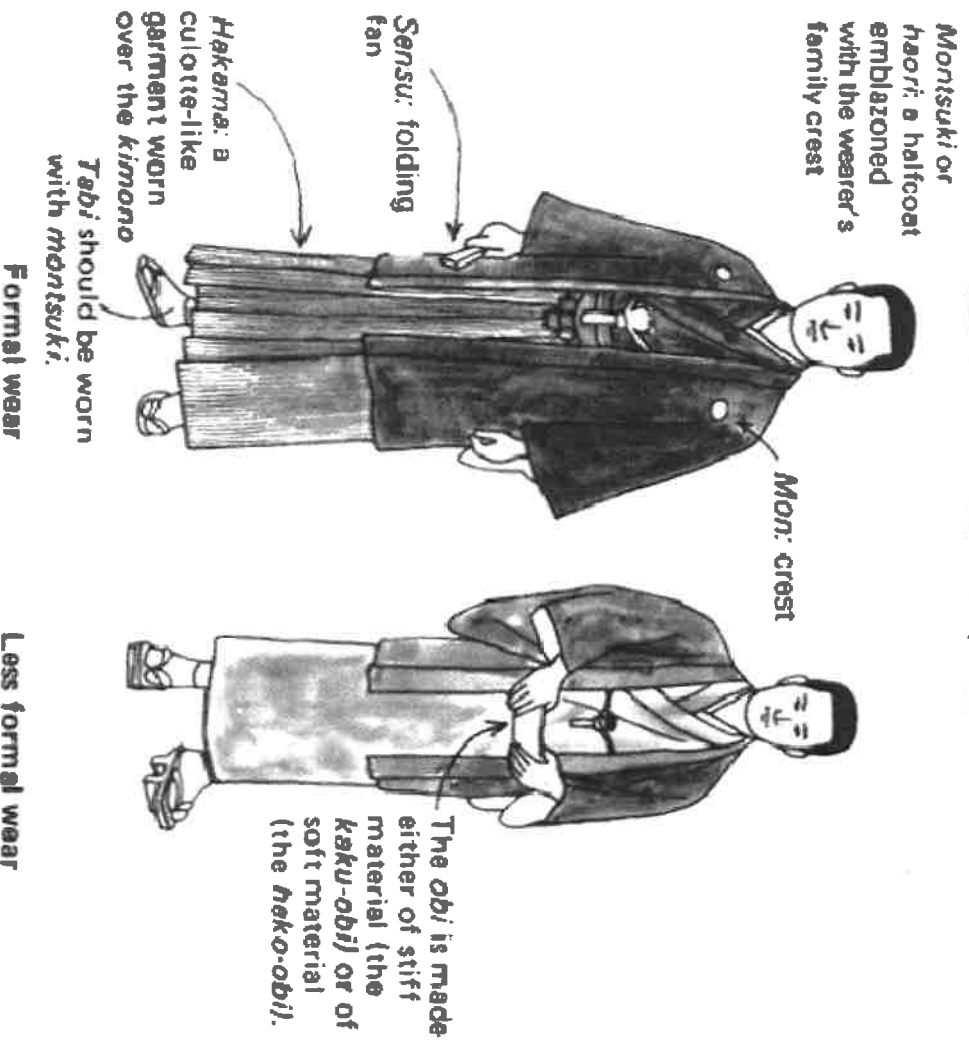 Montsuki or
haori: a halfcoat
emblazoned
with the wearer's
family crest
Mon: crest
Sensu: folding
fan
Hakama: a
culotte-like
garment worn
over the kimono
Tabi should be worn
with montsuki.
Formal wear
The obi is made
either of stiff
material (the
kaku-obi) or of
soft material
(the heko-obi).
Less formal wear